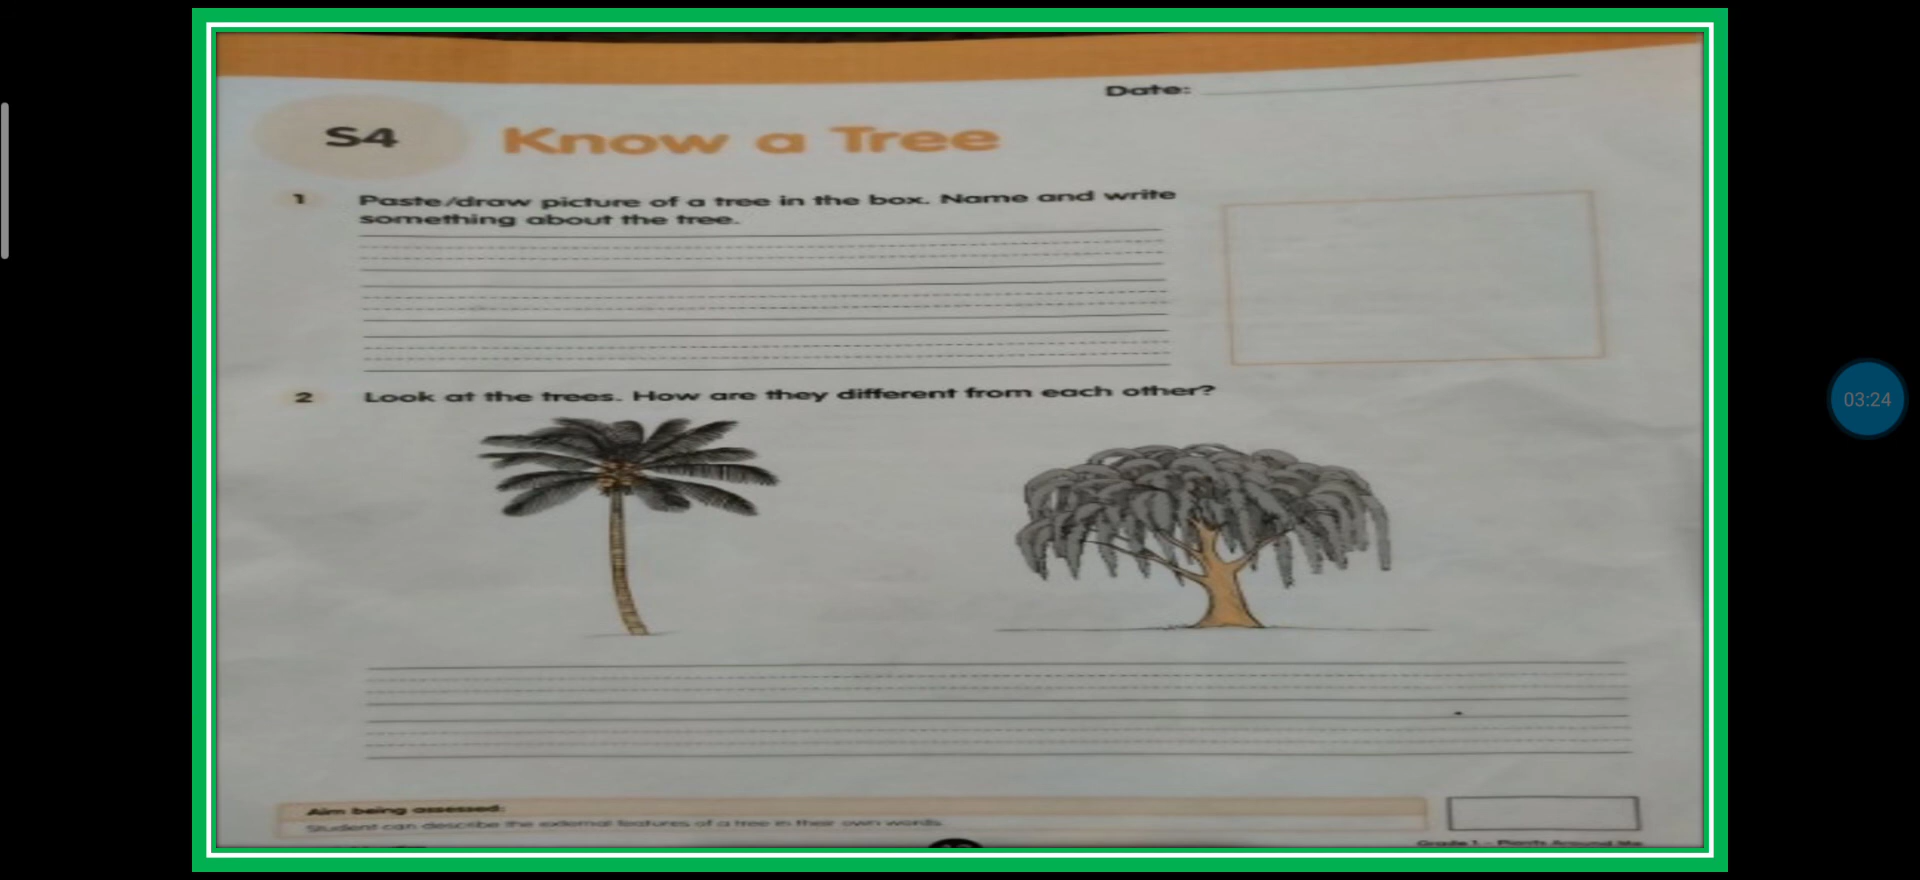 Date:
S4 Know a Tree
1 Paste/draw picture of a tree in the box. Name and write
something about the tree.
2 Look at the trees. How are they different from each other?
Aim being assessed:
Student can describe the external features of a tree in their own words.
Grade 1 - Plants Around Me
03:24